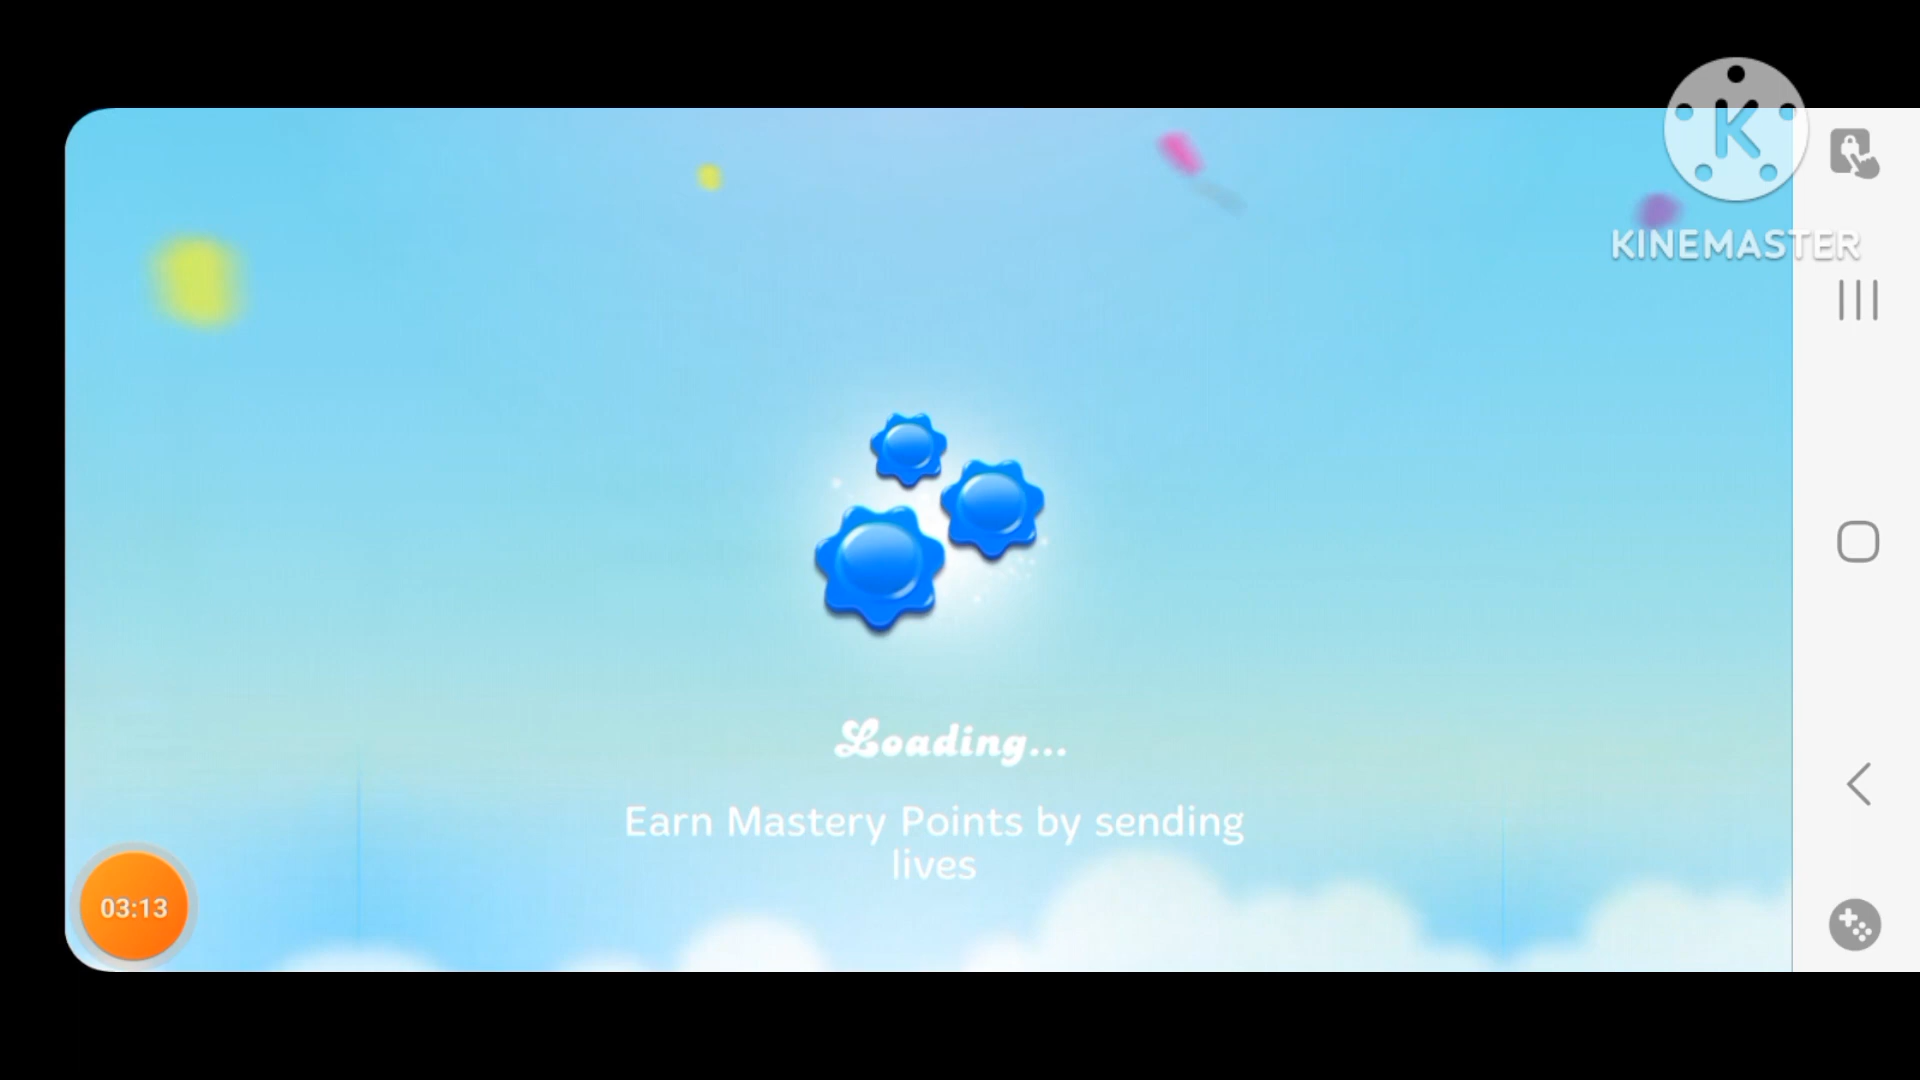 K
KINEMASTER
Loading...
Earn Mastery Points by sending
lives
03:13